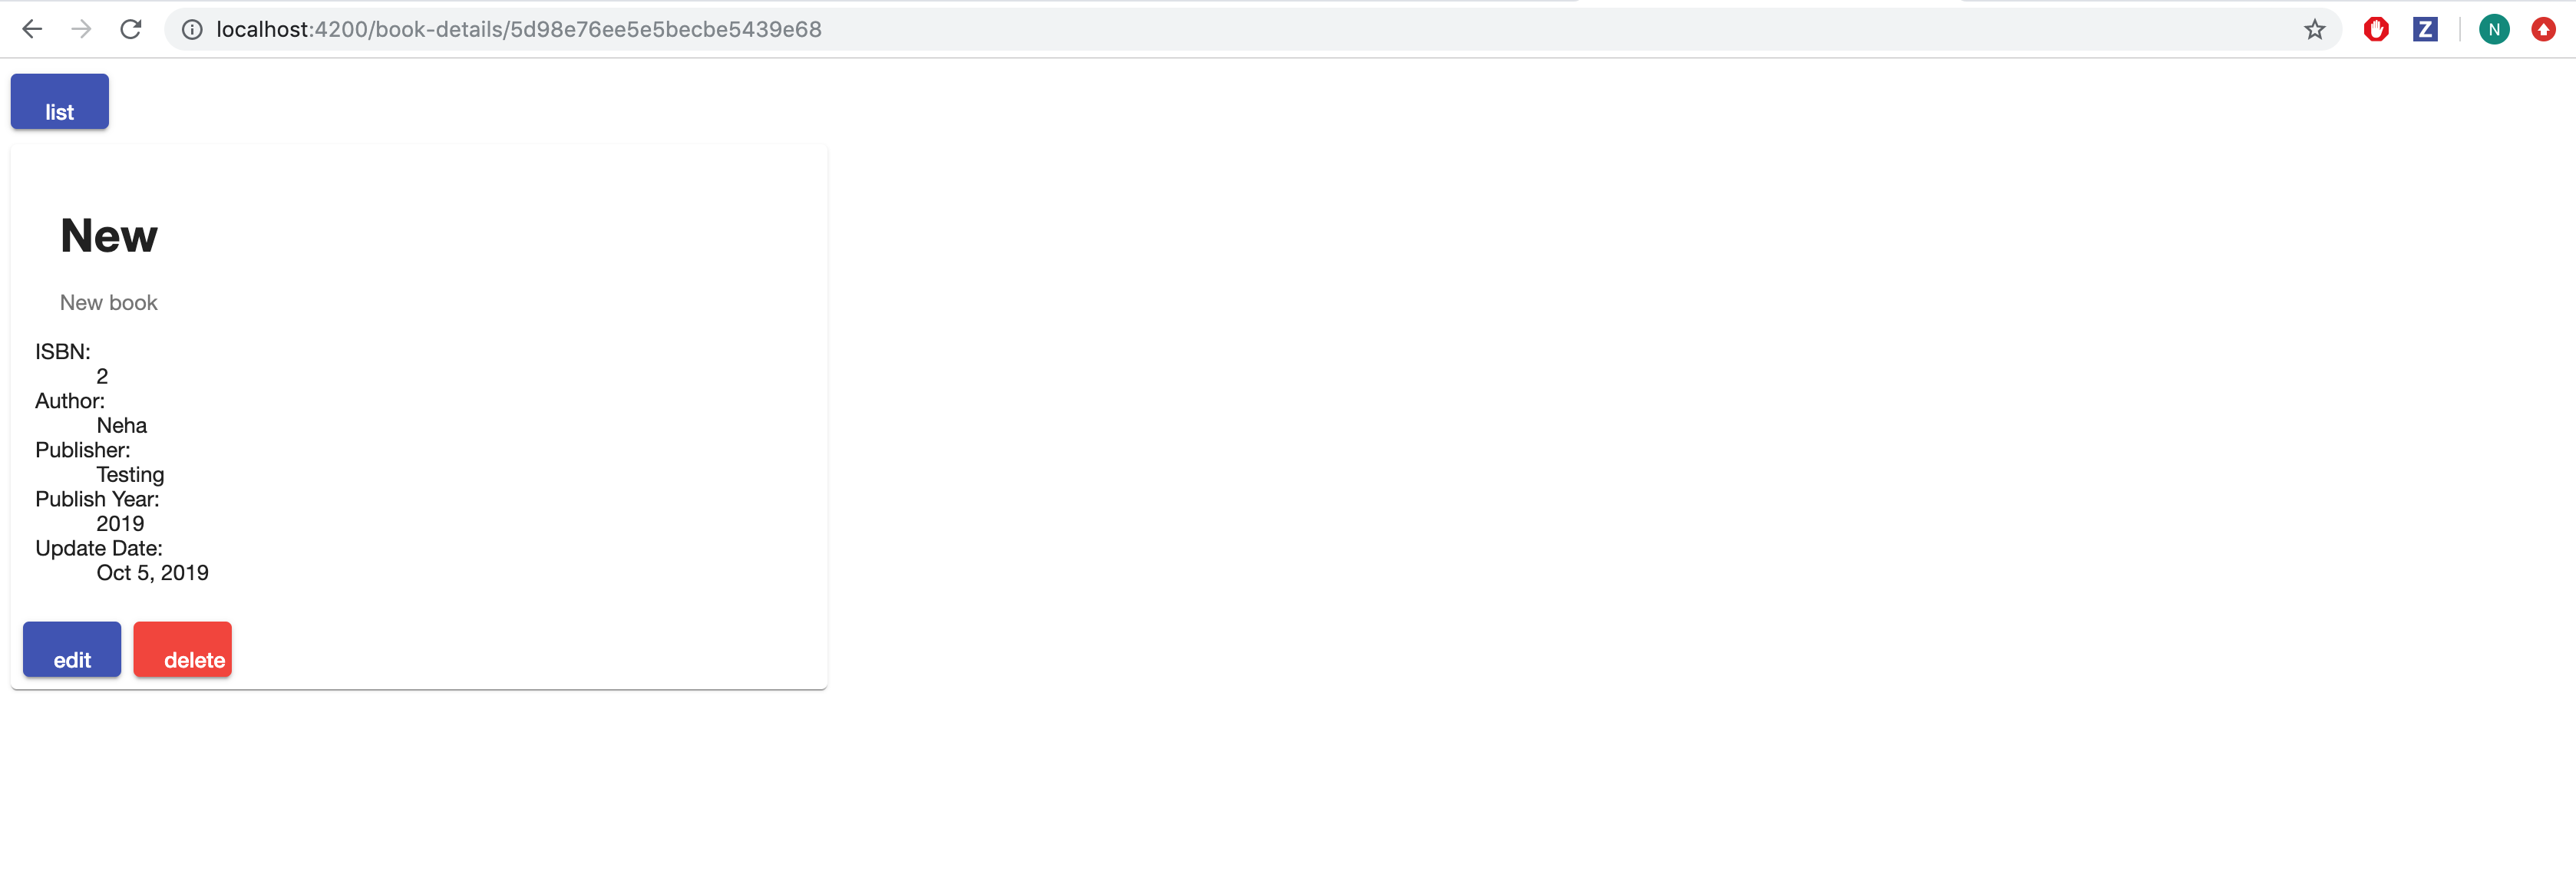 localhost:4200/book-details/5d98e76ee5e5becbe5439e68
Z
N
list
New
New book
ISBN:
2
Author:
Neha
Publisher:
Testing
Publish Year:
2019
Update Date:
Oct 5, 2019
edit
delete